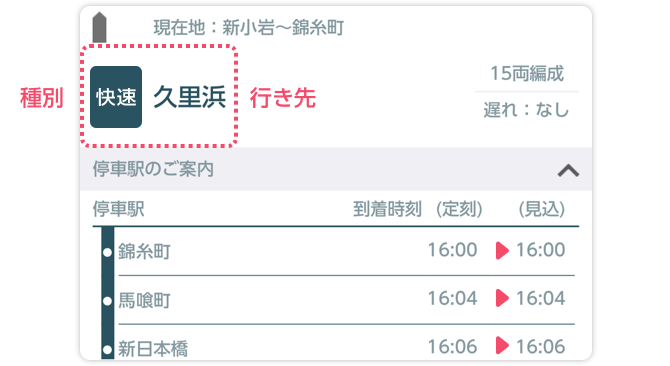 現在地：新小岩～錦糸町
種別
快速
久里浜
行き先
15両編成
遅れ：なし
停車駅のご案内
停車駅 到着時刻 (定刻) (見込)
錦糸町 16:00 16:00
馬喰町 16:04 16:04
新日本橋 16:06 16:06